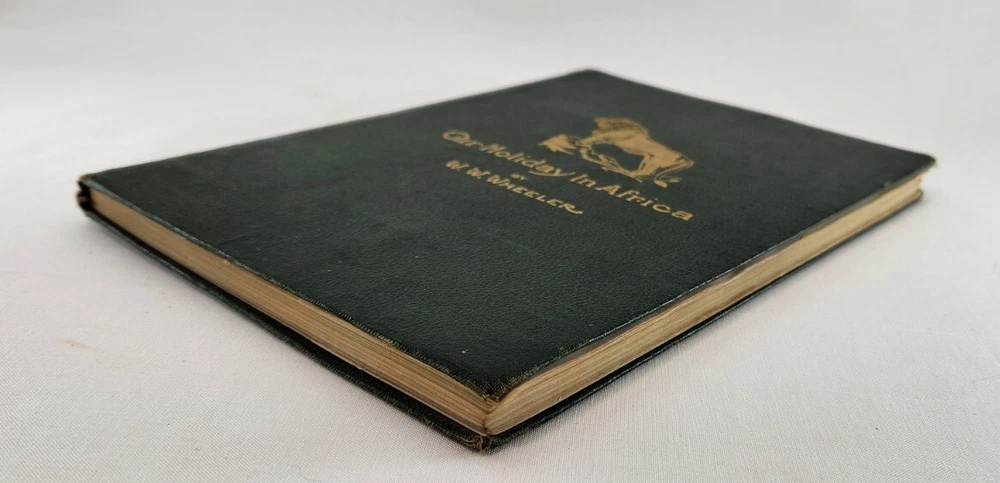 Our Holiday In Africa
BY
W. W. WHEELER